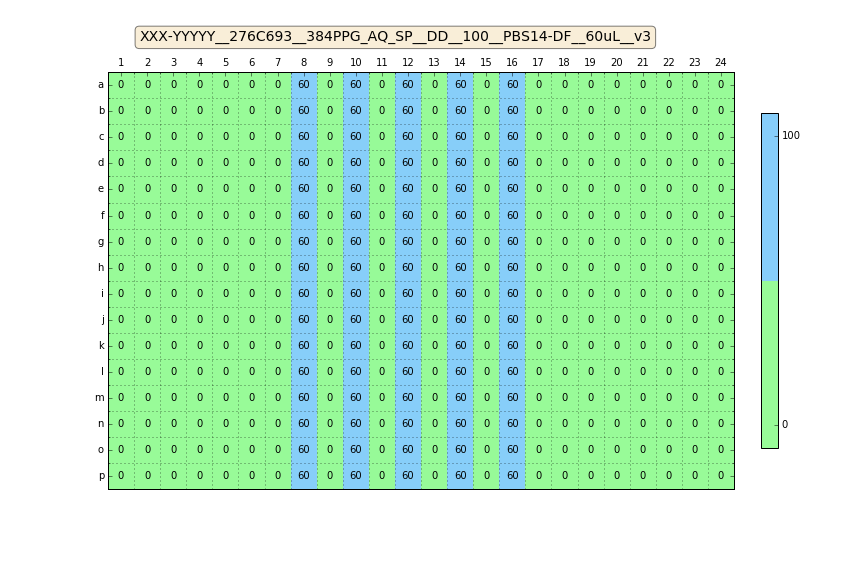 XXX-YYYYY__276C693__384PPG_AQ_SP__DD__100__PBS14-DF__60uL__v3
1 2 3 4 5 6 7 8 9 10 11 12 13 14 15 16 17 18 19 20 21 22 23 24
a 0 0 0 0 0 0 0 60 0 60 0 60 0 60 0 60 0 0 0 0 0 0 0 0
b 0 0 0 0 0 0 0 60 0 60 0 60 0 60 0 60 0 0 0 0 0 0 0 0
100
c 0 0 0 0 0 0 0 60 0 60 0 60 0 60 0 60 0 0 0 0 0 0 0 0
d 0 0 0 0 0 0 0 60 0 60 0 60 0 60 0 60 0 0 0 0 0 0 0 0
e 0 0 0 0 0 0 0 60 0 60 0 60 0 60 0 60 0 0 0 0 0 0 0 0
f 0 0 0 0 0 0 0 60 0 60 0 60 0 60 0 60 0 0 0 0 0 0 0 0
g 0 0 0 0 0 0 0 60 0 60 0 60 0 60 0 60 0 0 0 0 0 0 0 0
h 0 0 0 0 0 0 0 60 0 60 0 60 0 60 0 60 0 0 0 0 0 0 0 0
i 0 0 0 0 0 0 0 60 0 60 0 60 0 60 0 60 0 0 0 0 0 0 0 0
j 0 0 0 0 0 0 0 60 0 60 0 60 0 60 0 60 0 0 0 0 0 0 0 0
k 0 0 0 0 0 0 0 60 0 60 0 60 0 60 0 60 0 0 0 0 0 0 0 0
l 0 0 0 0 0 0 0 60 0 60 0 60 0 60 0 60 0 0 0 0 0 0 0 0
m 0 0 0 0 0 0 0 60 0 60 0 60 0 60 0 60 0 0 0 0 0 0 0 0
n 0 0 0 0 0 0 0 60 0 60 0 60 0 60 0 60 0 0 0 0 0 0 0 0
0
o 0 0 0 0 0 0 0 60 0 60 0 60 0 60 0 60 0 0 0 0 0 0 0 0
p 0 0 0 0 0 0 0 60 0 60 0 60 0 60 0 60 0 0 0 0 0 0 0 0